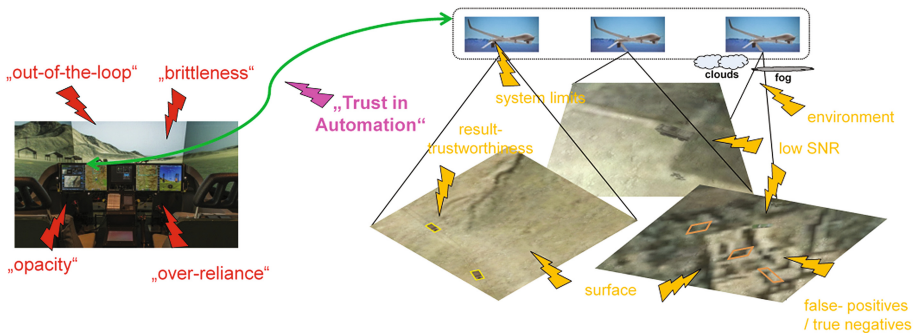 „out-of-the-loop“
„brittleness“
„Trust in
Automation“
„opacity“
„over-reliance“
clouds
fog
system limits
environment
result-
trustworthiness
low SNR
surface
false- positives
/ true negatives